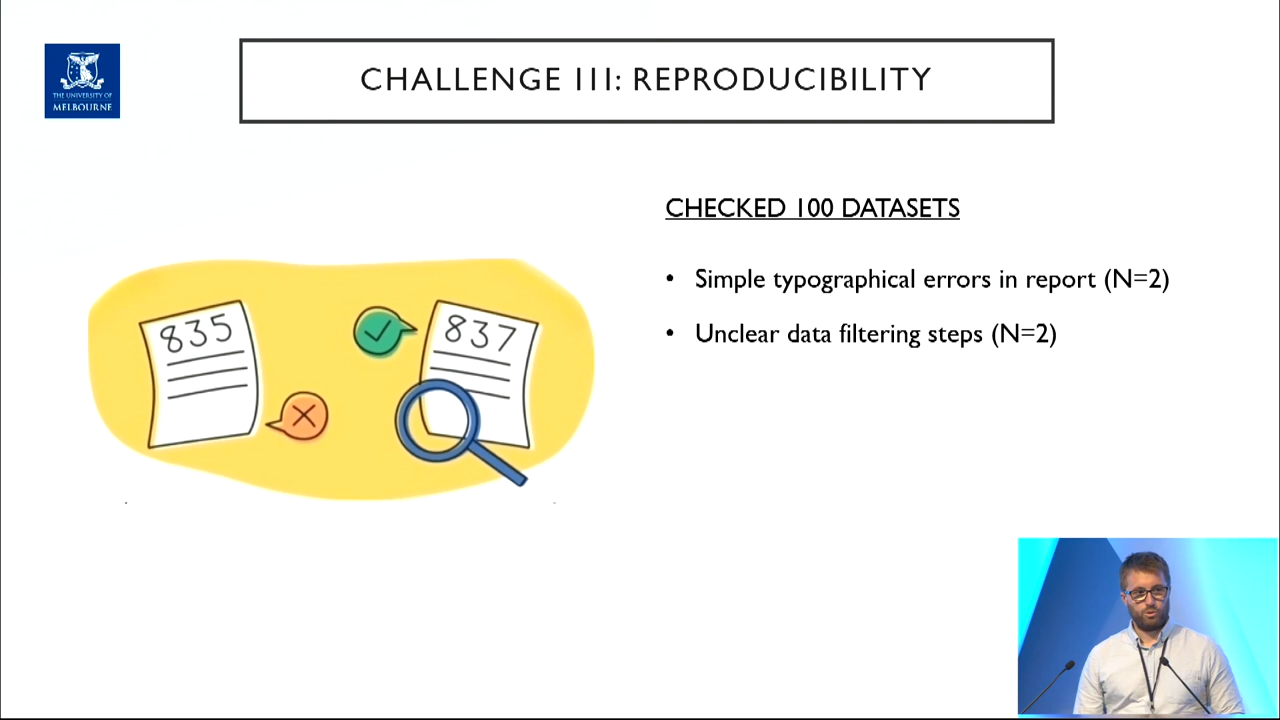 THE UNIVERSITY OF
MELBOURNE
CHALLENGE III: REPRODUCIBILITY
CHECKED 100 DATASETS
• Simple typographical errors in report (N=2)
• Unclear data filtering steps (N=2)
835
837